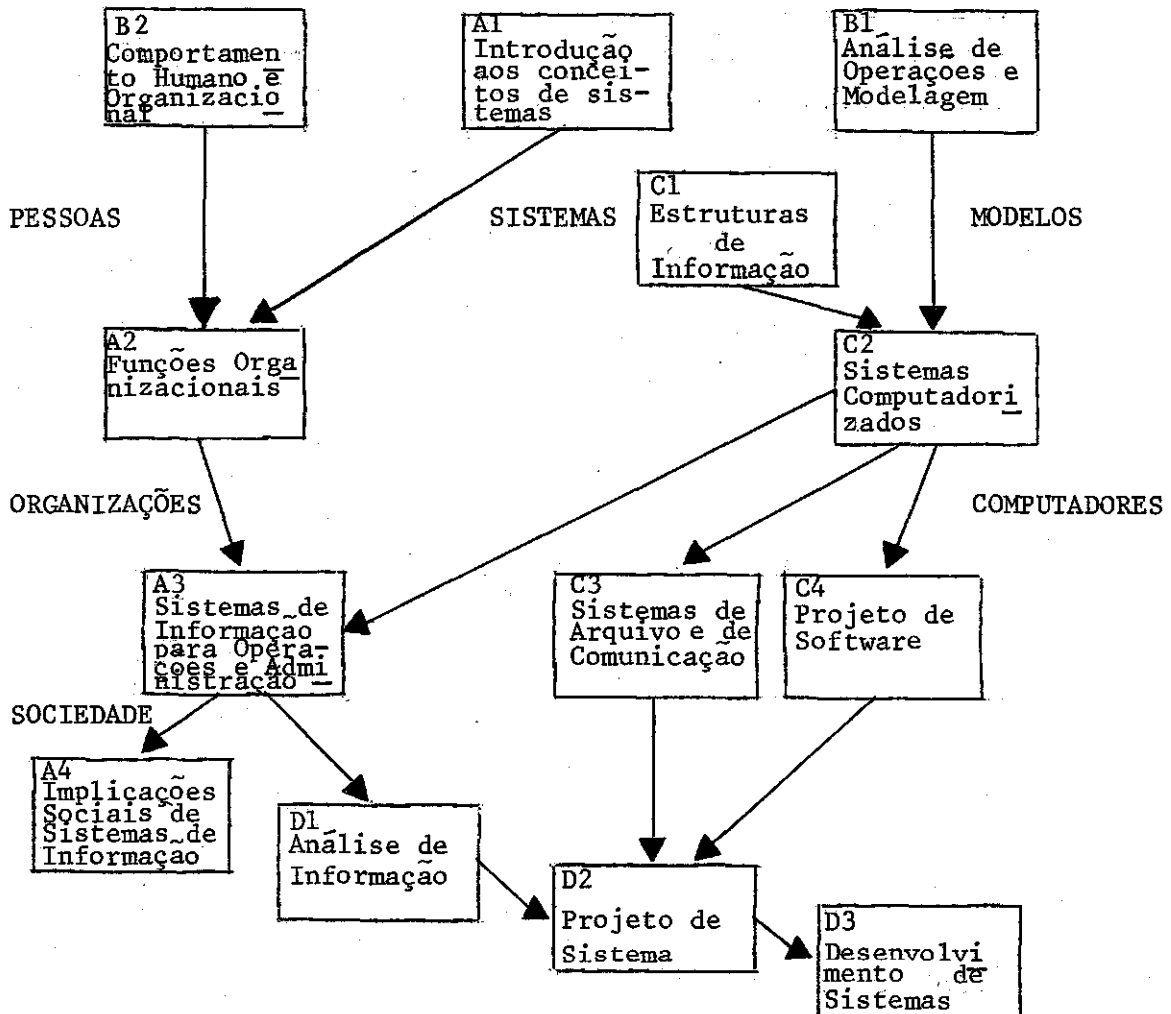 B2
Comportamen
to Humano e
Organizacio
nal
A1
Introdução
aos concei-
tos de sis-
temas
B1
Análise de
Operações e
Modelagem
PESSOAS
SISTEMAS
C1
Estruturas
de
Informação
MODELOS
A2
Funções Orga
nizacionais
C2
Sistemas
Computadori
zados
ORGANIZAÇÕES
COMPUTADORES
A3
Sistemas de
Informação
para Opera-
ções e Admi
nistração
C3
Sistemas de
Arquivo e de
Comunicação
C4
Projeto de
Software
SOCIEDADE
A4
Implicações
Sociais de
Sistemas de
Informação
D1
Análise de
Informação
D2
Projeto de
Sistema
D3
Desenvolvi
mento de
Sistemas